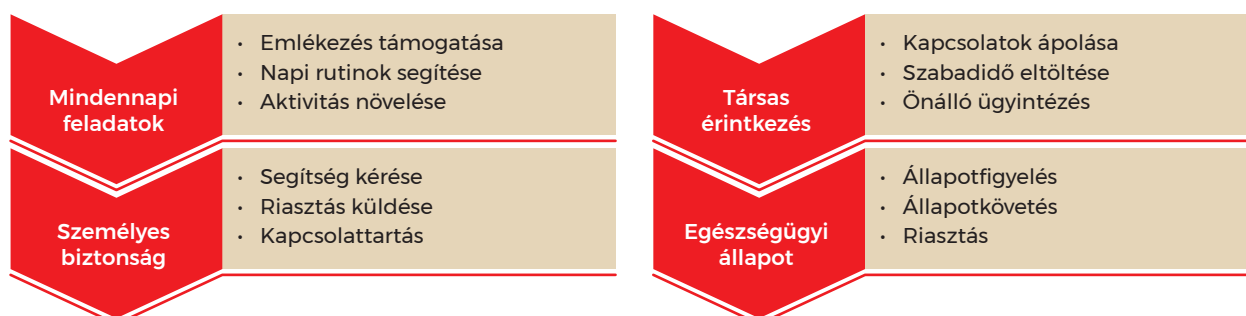 Mindennapi
feladatok
• Emlékezés támogatása
• Napi rutinok segítése
• Aktivitás növelése
Személyes
biztonság
• Segítség kérése
• Riasztás küldése
• Kapcsolattartás
Társas
érintkezés
• Kapcsolatok ápolása
• Szabadidő eltöltése
• Önálló ügyintézés
Egészségügyi
állapot
• Állapotfigyelés
• Állapotkövetés
• Riasztás